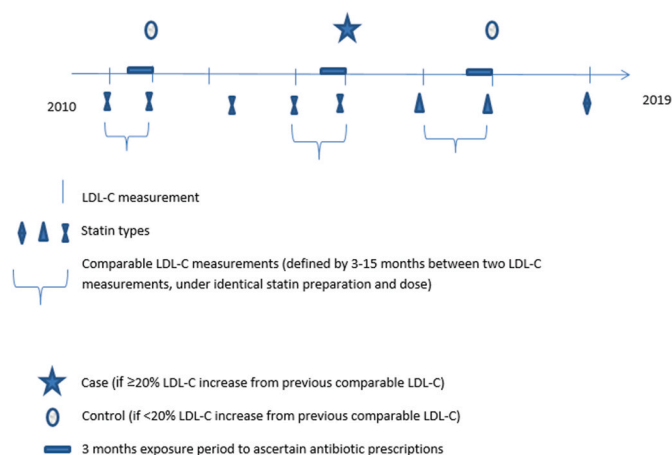 2010
2019
LDL-C measurement
Statin types
Comparable LDL-C measurements (defined by 3-15 months between two LDL-C
measurements, under identical statin preparation and dose)
Case (if ≥20% LDL-C increase from previous comparable LDL-C)
Control (if <20% LDL-C increase from previous comparable LDL-C)
3 months exposure period to ascertain antibiotic prescriptions